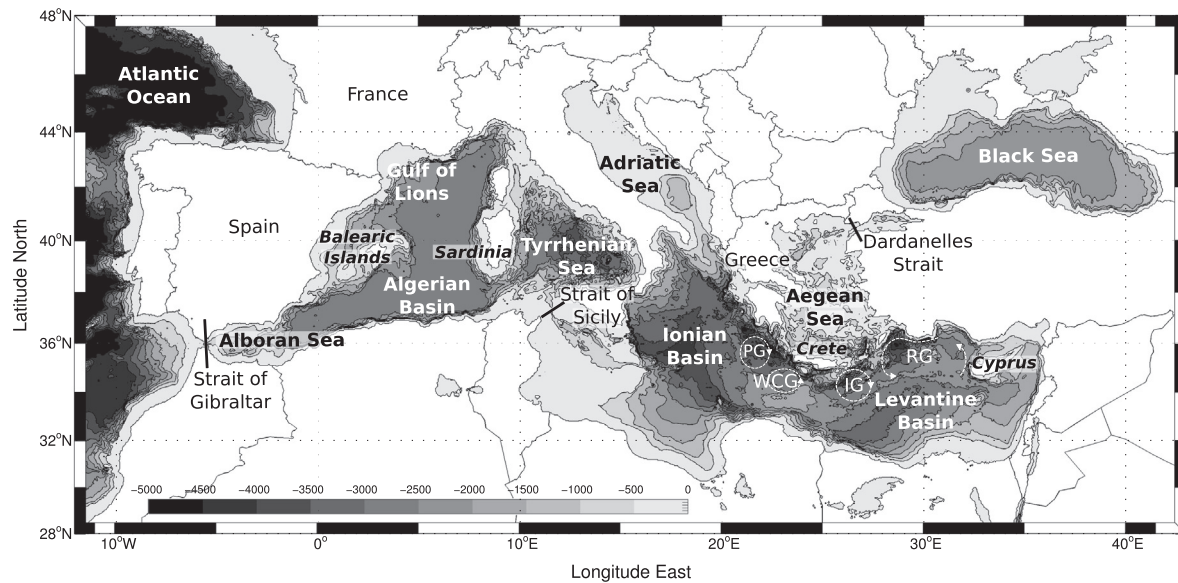 48°N
Atlantic
Ocean
France
44°N
Gulf of
Lions
Adriatic
Sea
Black Sea
Spain
Balearic
Islands
Sardinia
Tyrrhenian
Sea
40°N
Greece
Dardanelles
Strait
Algerian
Basin
Strait of
Sicily
Aegean
Sea
Alboran Sea
Ionian
Basin
36°N
PG
Crete
RG
Cyprus
Strait of
Gibraltar
WCG
IG
Levantine
Basin
32°N
−5000 −4500 −4000 −3500 −3000 −2500 −2000 −1500 −1000 −500 0
28°N
10°W 0° 10°E 20°E 30°E 40°E
Longitude East
Latitude North